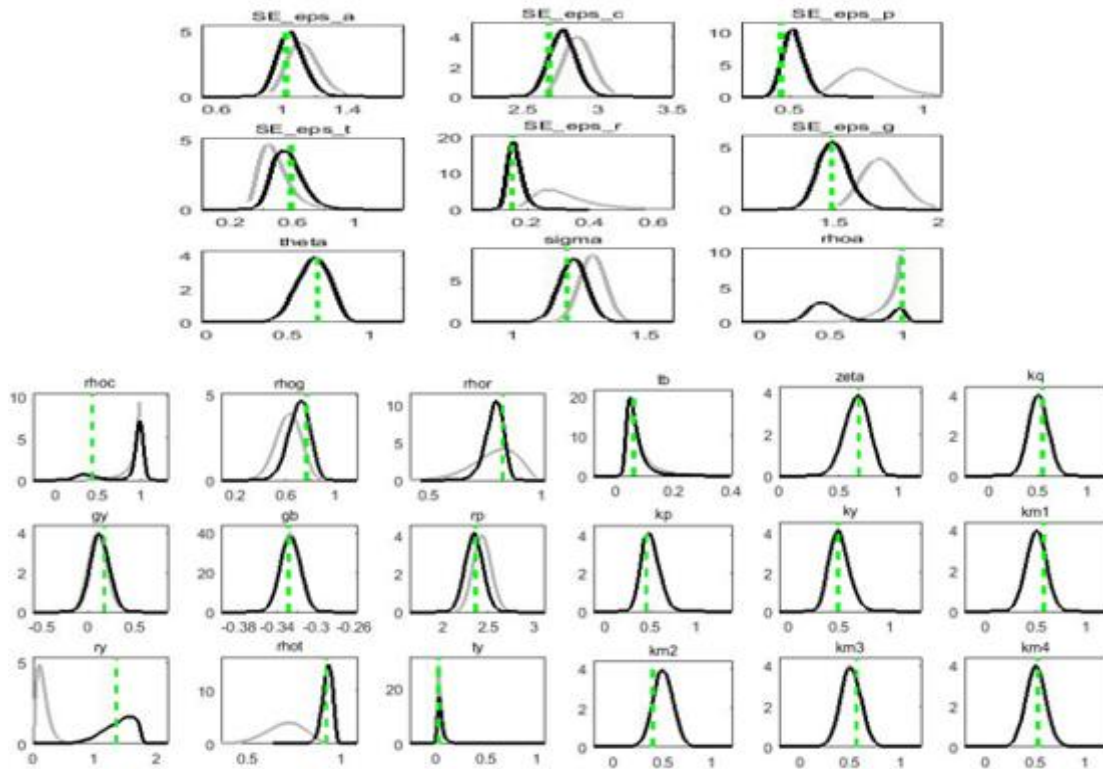 SE_eps_a SE_eps_c SE_eps_p
5 4 10
2 5
0 0 0
0.6 1 1.4 2.5 3 3.5 0.5 1
SE_eps_t SE_eps_r SE_eps_g
5 20 5
10
0 0 0
0.2 0.6 1 0.2 0.4 0.6 1.5 2
theta sigma rhoa
4 10
2 5 5
0 0 0
0 0.5 1 1 1.5 0 0.5 1
rhoc rhog rhor tb zeta kq
10 5 10 20 4 4
5 5 10 2 2
0 0 0 0 0 0
0 0.5 1 0.2 0.6 1 0.5 1 0 0.2 0.4 0 0.5 1 0 0.5 1
gy gb rp kp ky km1
4 40 4 4 4 4
2 20 2 2 2 2
0 0 0 0 0 0
-0.5 0 0.5 -0.38 -0.34 -0.3 -0.26 2 2.5 3 0 0.5 1 0 0.5 1 0 0.5 1
ry rhot ty km2 km3 km4
5 10 20 4 4 4
2 2 2
0 0 0 0 0 0
0 1 2 0.5 1 0 0.5 1 0 0.5 1 0 0.5 1 0 0.5 1